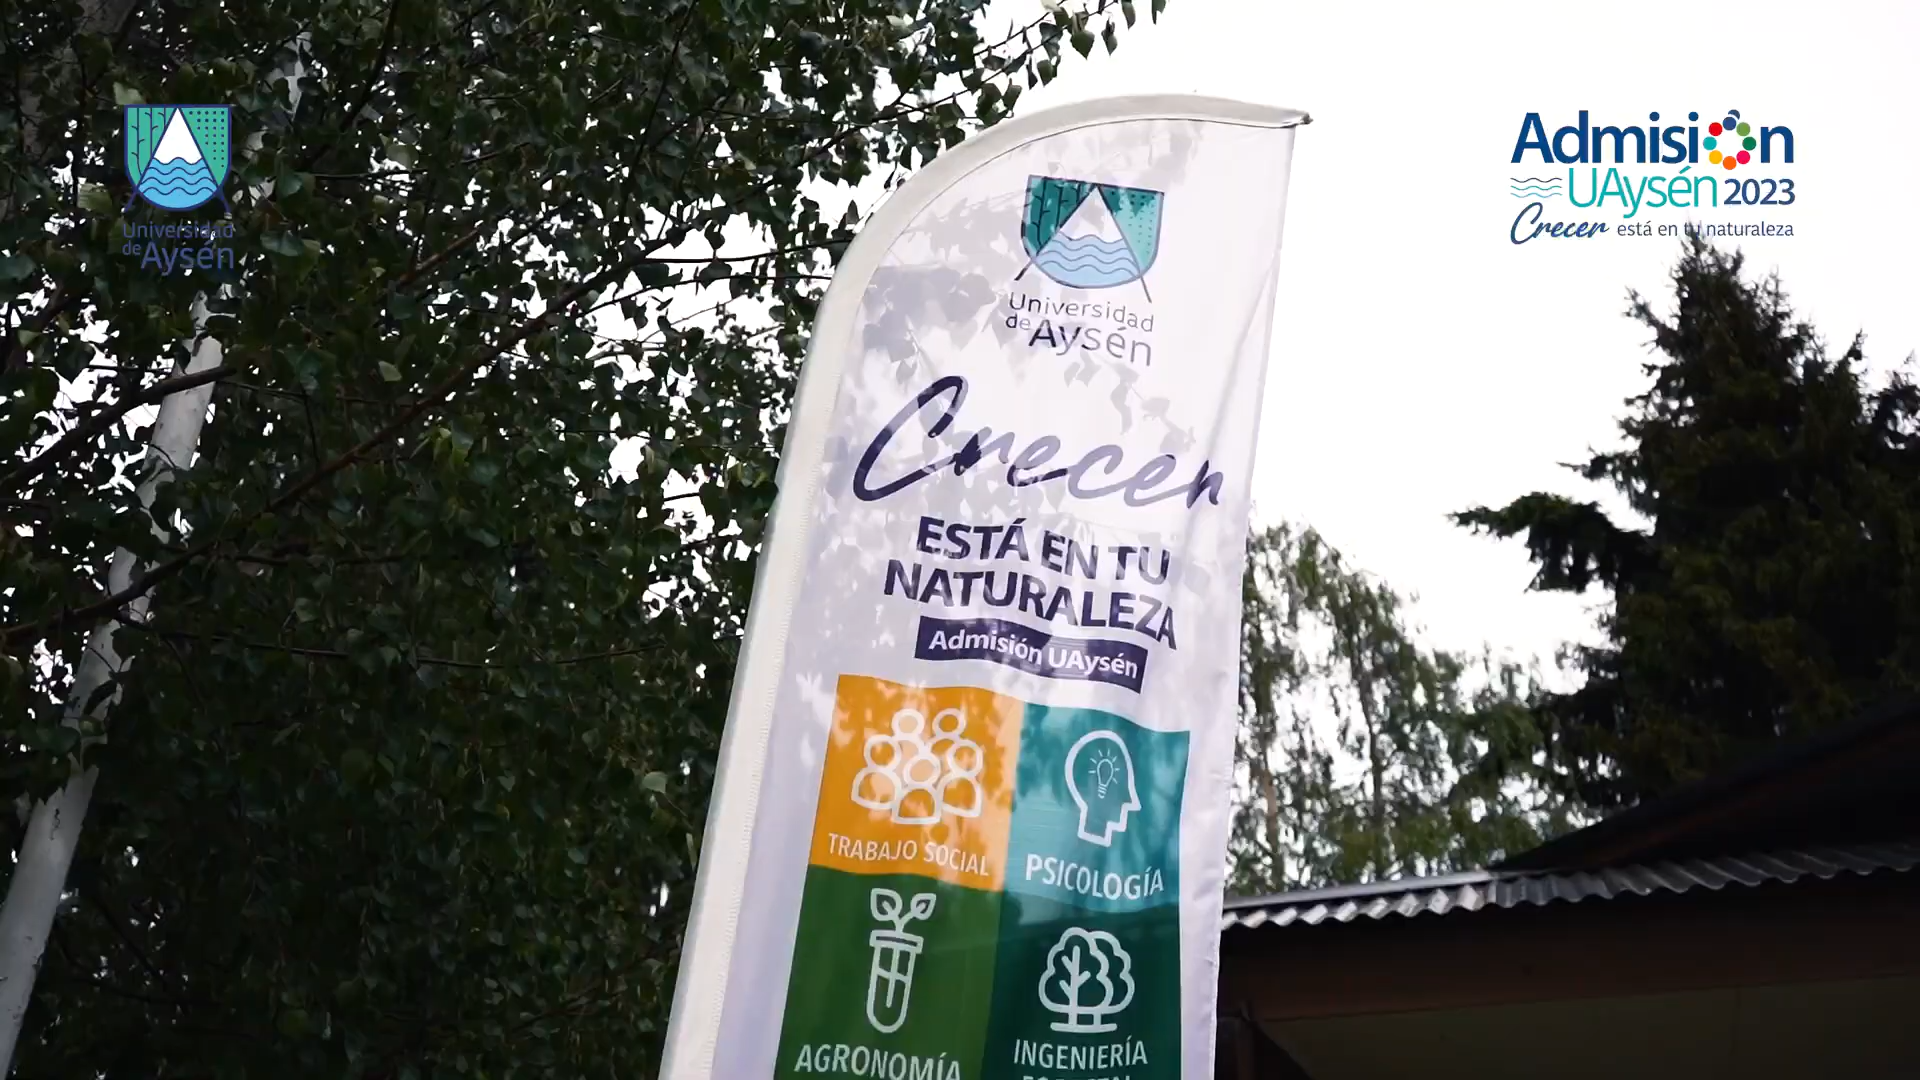 Universidad
de Aysén
Admisión
UAysén 2023
Crecer está en tu naturaleza
Universidad
de Aysén
Crecer
ESTÁ EN TU
NATURALEZA
Admisión UAysén
TRABAJO SOCIAL
PSICOLOGÍA
AGRONOMÍA
INGENIERÍA